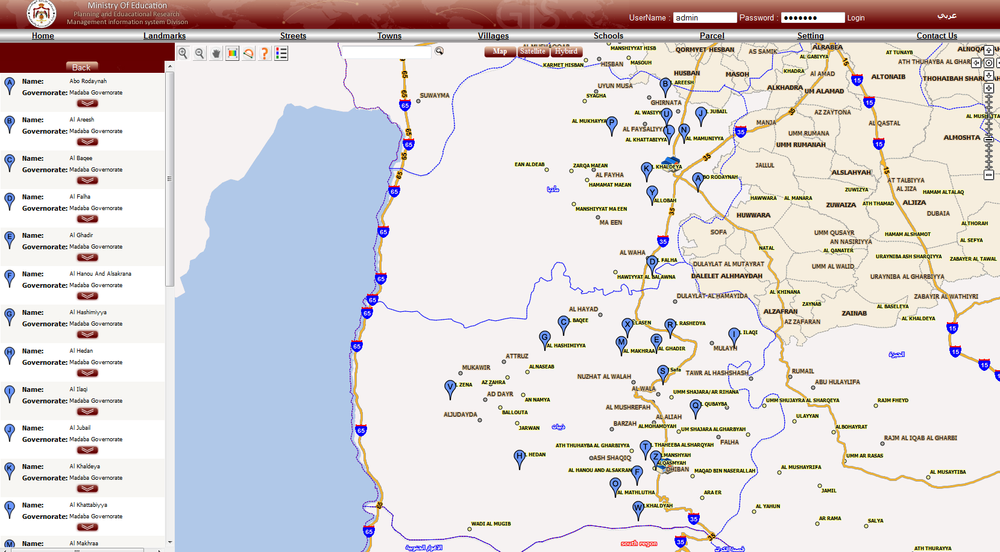 Ministry Of Education
Planning and Eduacational Research
Management information system Divison
GIS
UserName : admin Password : ●●●●●●● Login
عربي
Home Landmarks Streets Towns Villages Schools Parcel Setting Contact Us
Back
A Name: Abo Rodaynah
Governorate: Madaba Governorate
B Name: Al Areesh
Governorate: Madaba Governorate
C Name: Al Baqee
Governorate: Madaba Governorate
D Name: Al Falha
Governorate: Madaba Governorate
E Name: Al Ghadir
Governorate: Madaba Governorate
F Name: Al Hanou And Alsakrana
Governorate: Madaba Governorate
G Name: Al Hashimiyya
Governorate: Madaba Governorate
H Name: Al Hedan
Governorate: Madaba Governorate
I Name: Al Ilaqi
Governorate: Madaba Governorate
J Name: Al Jubail
Governorate: Madaba Governorate
K Name: Al Khaldeya
Governorate: Madaba Governorate
L Name: Al Khattabiyya
Governorate: Madaba Governorate
M Name: Al Makhraa
Map Satellite Hybird
MANSHIYYAT HISB
QORMYET HESBAN
AS SAMIK
ALRABEA
AT TUNAYB
KARMET HISBAN
HISBAN
MASOUH
AL GABIYYA
KHADRA
Al AMAD
HUSBAN
MASOH
ALTONAIB
B L AREESH
UYUN MUSA
SYAGHA
SUWAYMA
GHIRNATA
ALKHADRA
UM ALAMAD
AZ ZAYTONA
AL WASIYY
U
J L JUBAIL
AL MUKHAYYA
P
AL FAYSALIYY
L
N
AL KHATTABIYYA
AL MAMUNIYYA
MANJA
UMM RUMANA
UMM RUMANAH
AL QASTAL
ALMOSHTA
EAN ALDEAB
ZARQA MAEAN
AL FAYHA
HAMAMAT MAEAN
K L KHALDEYA
A BO RODAYNAH
JALLUL
ALSLAHYAH
AT TALBIYYA
AL JIZA
مأدبا
Y ALLOBAH
ZUWIZYA
HAMAM ALTALAQ
HAWWARA
AL MANARA
ZUWAIZA
ATH THAMAD
ALJIZA
MANSHIYYAT MA EEN
MA EEN
HUWWARA
DUBAIA
ALTHORAH
SOFA
UMM QUSAYR
AN NASIRIYYA
HAMAM ALSHAMOT
AL SEFYA
NATAL
AL QANATER
AL WAHA
D L FALHA
URAYNIBA ASH SHARQIYYA
ZABAYER AL TAWAL
DULAYLAT AL MUTAYRAT
UMM AL WALID
HAWIYYAT AL BALAWNA
DALELET ALHMAYDAH
URAYNIBA AL GHARBIYYA
DULAYLAT AL HAMAYIDA
AL KHINANA
ZABAYIR AL WATHIYRI
AL HAYAD
ZAYNAB
AL BASELEYA
ALZAFRAN
ZAINAB
AL KHALDEYA
C L BAQEE
X LLASEN
R L RASHEDYA
AZ ZAFARAN
I L ILAQI
G AL HASHIMIYYA
M AL MAKHRAA
E AL GHADIR
MULAYH
الجيزة
ATTRUZ
MUKAWIR
ALNASEAB
S Safa
TAWR AL HASHSHASH
RUMAIL
ABU HULAYLIFA
V L ZENA
AZ ZAHRA
NUZHAT AL WALAH
AL WALA
AD DAYR
AN NAMYA
UMM SHAJARA/AR RIHANA
UMM SHUJAYRA AL SHARQEYA
RAJM FHEYD
ALJUDAYDA
BALLOUTA
AL MUSHREFAH
Q L QUBAYBA
AL ALIAH
ULAYYAN
JARWAN
ذيبان
BARZAH
ALMOHAMDYAH
UM SHAJARA ALGHARBYAH
ALBOHAYRAT
RAJM AL IQAB AL GHARBI
FALHA
ATH THUHAYBA AL GHARBIYYA
T L THAHEEBA ALSHARQYAH
H L HEDAN
ASH SHAQIQ
Z LMANSHYAH
ALQASMYAH
UMM AR RASAS
AL HANOU AND ALSAKRAN
F
DHIBAN
MAQAD BIN NASERALLAH
AL MUSHAYRIFA
AL MUSAYTIBA
O AL MATHLUTHA
ARA ER
JAMIL
W LKHALDYAH
AL YAHUN
AR RAMA
SALYA
WADI AL MUGIB
south regon
الاغوار الجنوبية
قصبة الكرك
ATH THURAYYA
65 65 65 65 65 65 65 65 65 65 65 65 65 65 65 65 65 65
35 35 35 35 35 35 35 35
15 15 15 15 15 15 15 15